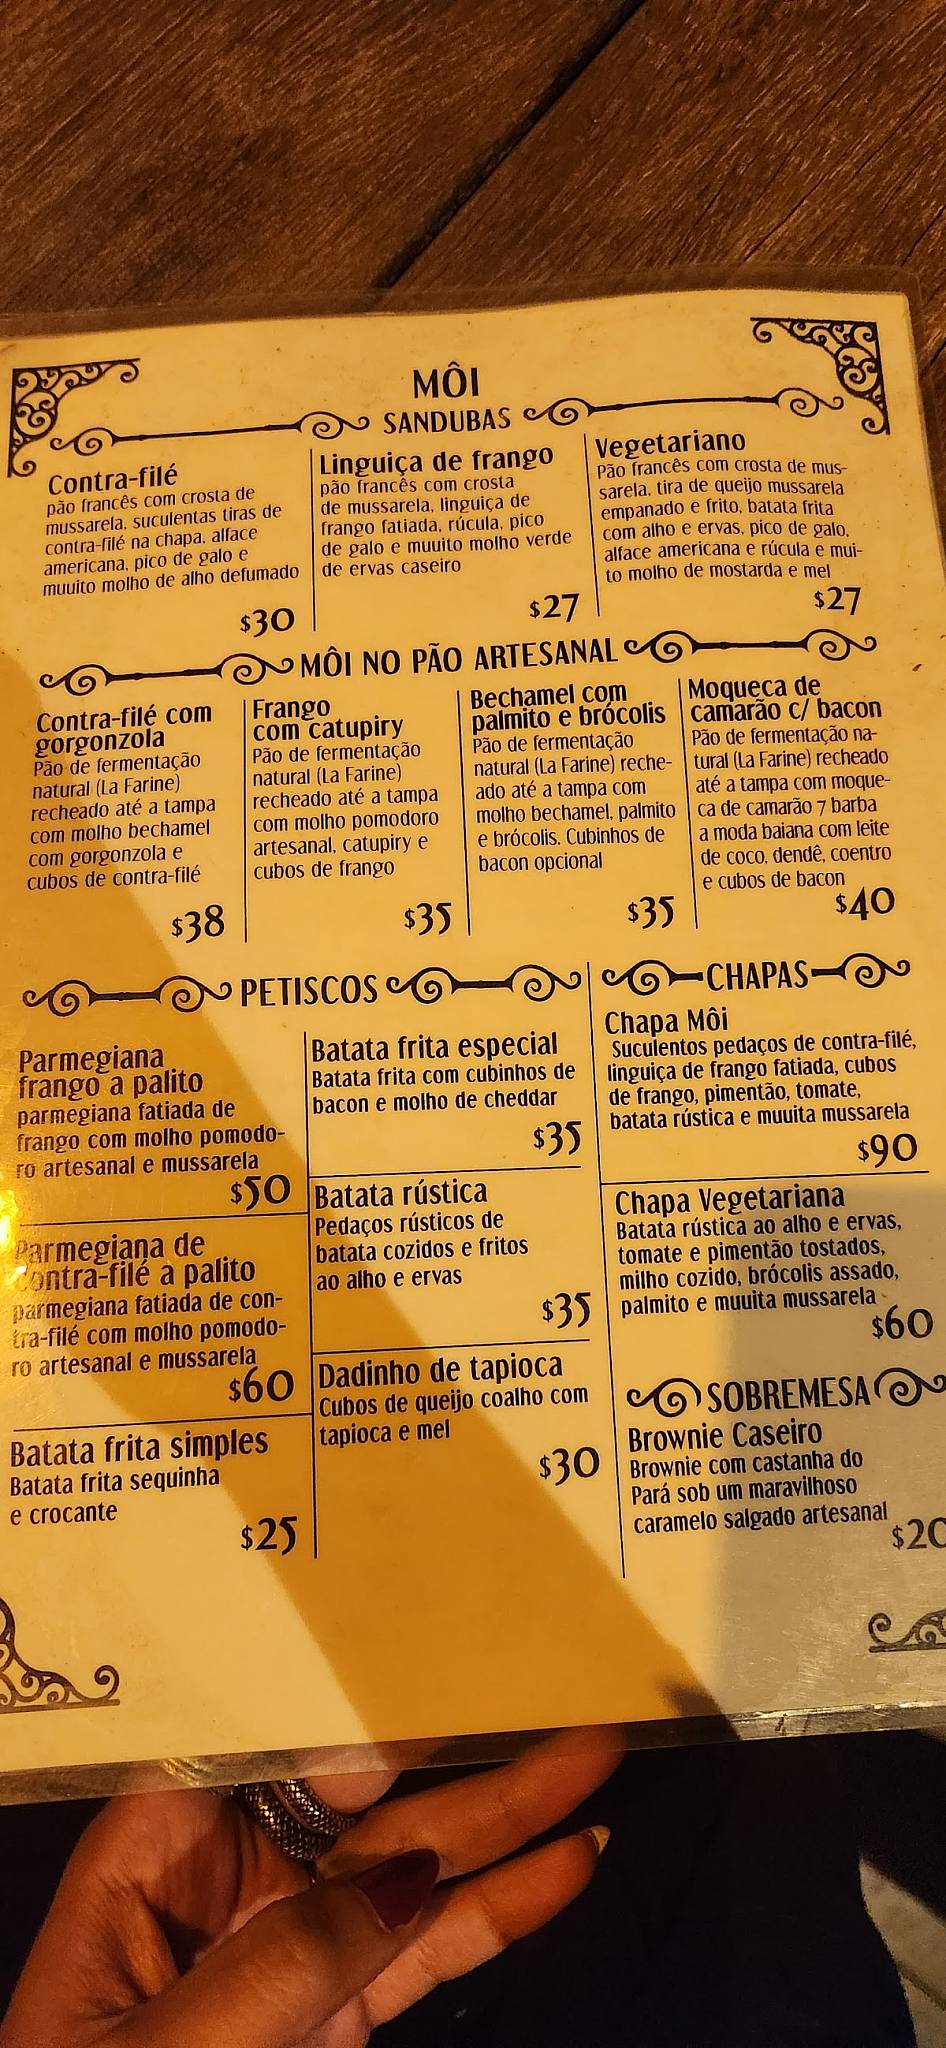 MÔI
SANDUBAS
Contra-filé
pão francês com crosta de
mussarela, suculentas tiras de
contra-filé na chapa, alface
americana, pico de galo e
muuito molho de alho defumado
$30
Linguiça de frango
pão francês com crosta
de mussarela, linguiça de
frango fatiada, rúcula, pico
de galo e muuito molho verde
de ervas caseiro
$27
Vegetariano
Pão francês com crosta de mus-
sarela, tira de queijo mussarela
empanado e frito, batata frita
com alho e ervas, pico de galo,
alface americana e rúcula e mui-
to molho de mostarda e mel
$27
MÔI NO PÃO ARTESANAL
Contra-filé com
gorgonzola
Pão de fermentação
natural (La Farine)
recheado até a tampa
com molho bechamel
com gorgonzola e
cubos de contra-filé
$38
Frango
com catupiry
Pão de fermentação
natural (La Farine)
recheado até a tampa
com molho pomodoro
artesanal, catupiry e
cubos de frango
$35
Bechamel com
palmito e brócolis
Pão de fermentação
natural (La Farine) reche-
ado até a tampa com
molho bechamel, palmito
e brócolis. Cubinhos de
bacon opcional
$35
Moqueca de
camarão c/ bacon
Pão de fermentação na-
tural (La Farine) recheado
até a tampa com moque-
ca de camarão 7 barba
a moda baiana com leite
de coco, dendê, coentro
e cubos de bacon
$40
PETISCOS
Parmegiana
frango a palito
parmegiana fatiada de
frango com molho pomodo-
ro artesanal e mussarela
$50
Parmegiana de
contra-filé a palito
parmegiana fatiada de con-
tra-filé com molho pomodo-
ro artesanal e mussarela
$60
Batata frita simples
Batata frita sequinha
e crocante
$25
Batata frita especial
Batata frita com cubinhos de
bacon e molho de cheddar
$35
Batata rústica
Pedaços rústicos de
batata cozidos e fritos
ao alho e ervas
$35
Dadinho de tapioca
Cubos de queijo coalho com
tapioca e mel
$30
CHAPAS
Chapa Môi
Suculentos pedaços de contra-filé,
linguiça de frango fatiada, cubos
de frango, pimentão, tomate,
batata rústica e muuita mussarela
$90
Chapa Vegetariana
Batata rústica ao alho e ervas,
tomate e pimentão tostados,
milho cozido, brócolis assado,
palmito e muuita mussarela
$60
SOBREMESA
Brownie Caseiro
Brownie com castanha do
Pará sob um maravilhoso
caramelo salgado artesanal
$20